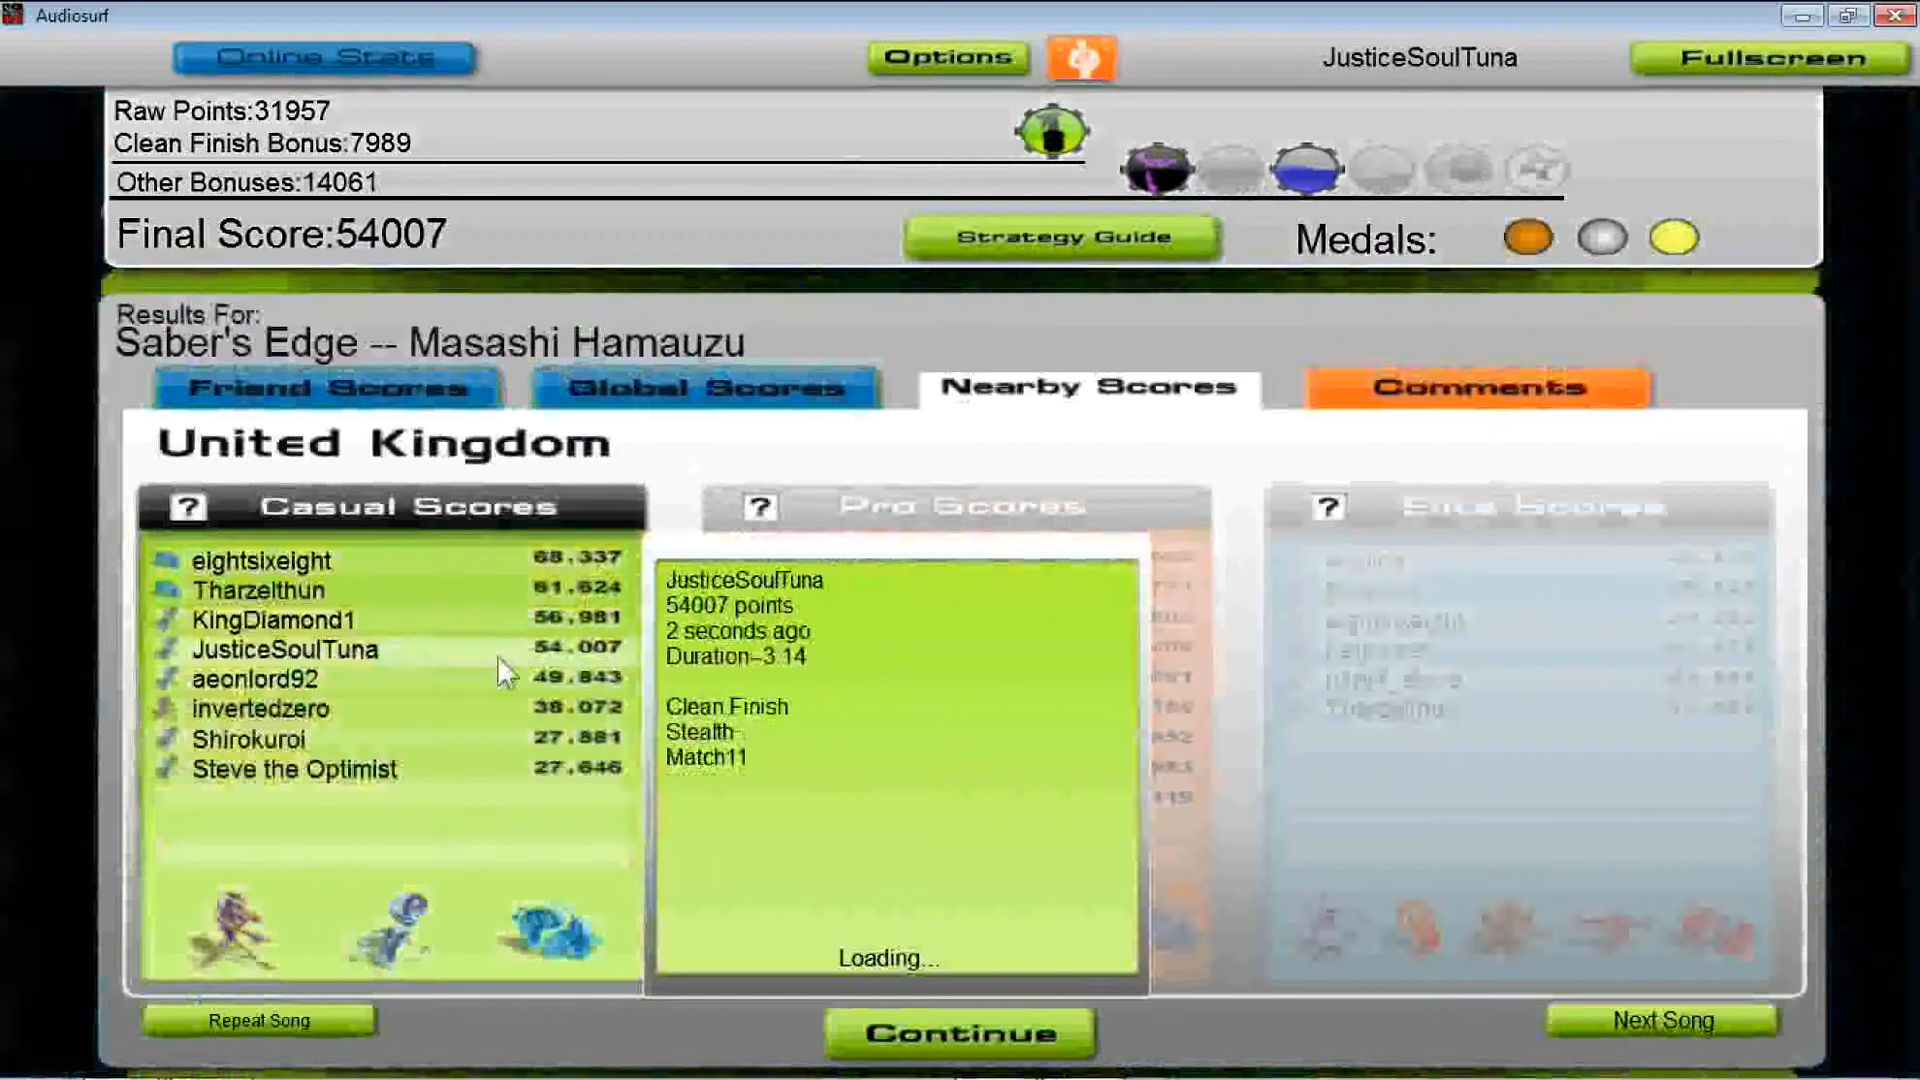 Audiosurf
Online Stats
Options
JusticeSoulTuna
Fullscreen
Raw Points:31957
Clean Finish Bonus:7989
Other Bonuses:14061
Final Score:54007
Strategy Guide
Medals:
Results For:
Saber's Edge -- Masashi Hamauzu
Friend Scores
Global Scores
Nearby Scores
Comments
United Kingdom
? Casual Scores
? Pro Scores
? Elite Scores
eightsixeight 68.337
Tharzelthun 61.624
KingDiamond1 56.981
JusticeSoulTuna 54.007
aeonlord92 49.843
invertedzero 38.072
Shirokuroi 27.881
Steve the Optimist 27.646
JusticeSoulTuna
54007 points
2 seconds ago
Duration--3:14
Clean Finish
Stealth
Match11
Loading...
Repeat Song
Continue
Next Song